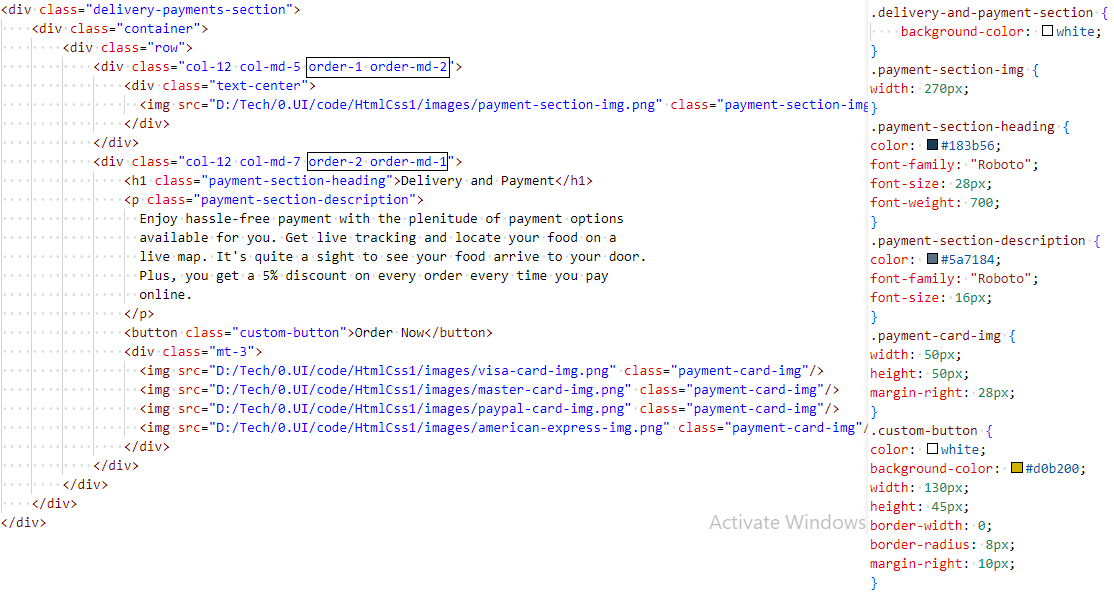 <div class="delivery-payments-section">
<div class="container">
<div class="row">
<div class="col-12 col-md-5 order-1 order-md-2">
<div class="text-center">
<img src="D:/Tech/0.UI/code/HtmlCss1/images/payment-section-img.png" class="payment-section-img
</div>
</div>
<div class="col-12 col-md-7 order-2 order-md-1">
<h1 class="payment-section-heading">Delivery and Payment</h1>
<p class="payment-section-description">
Enjoy hassle-free payment with the plenitude of payment options
available for you. Get live tracking and locate your food on a
live map. It's quite a sight to see your food arrive to your door.
Plus, you get a 5% discount on every order every time you pay
online.
</p>
<button class="custom-button">Order Now</button>
<div class="mt-3">
<img src="D:/Tech/0.UI/code/HtmlCss1/images/visa-card-img.png" class="payment-card-img"/>
<img src="D:/Tech/0.UI/code/HtmlCss1/images/master-card-img.png" class="payment-card-img"/>
<img src="D:/Tech/0.UI/code/HtmlCss1/images/paypal-card-img.png" class="payment-card-img"/>
<img src="D:/Tech/0.UI/code/HtmlCss1/images/american-express-img.png" class="payment-card-img"/
</div>
</div>
</div>
</div>
</div>
Activate Windows
.delivery-and-payment-section {
background-color: white;
}
.payment-section-img {
width: 270px;
}
.payment-section-heading {
color: #183b56;
font-family: "Roboto";
font-size: 28px;
font-weight: 700;
}
.payment-section-description {
color: #5a7184;
font-family: "Roboto";
font-size: 16px;
}
.payment-card-img {
width: 50px;
height: 50px;
margin-right: 28px;
}
.custom-button {
color: white;
background-color: #d0b200;
width: 130px;
height: 45px;
border-width: 0;
border-radius: 8px;
margin-right: 10px;
}